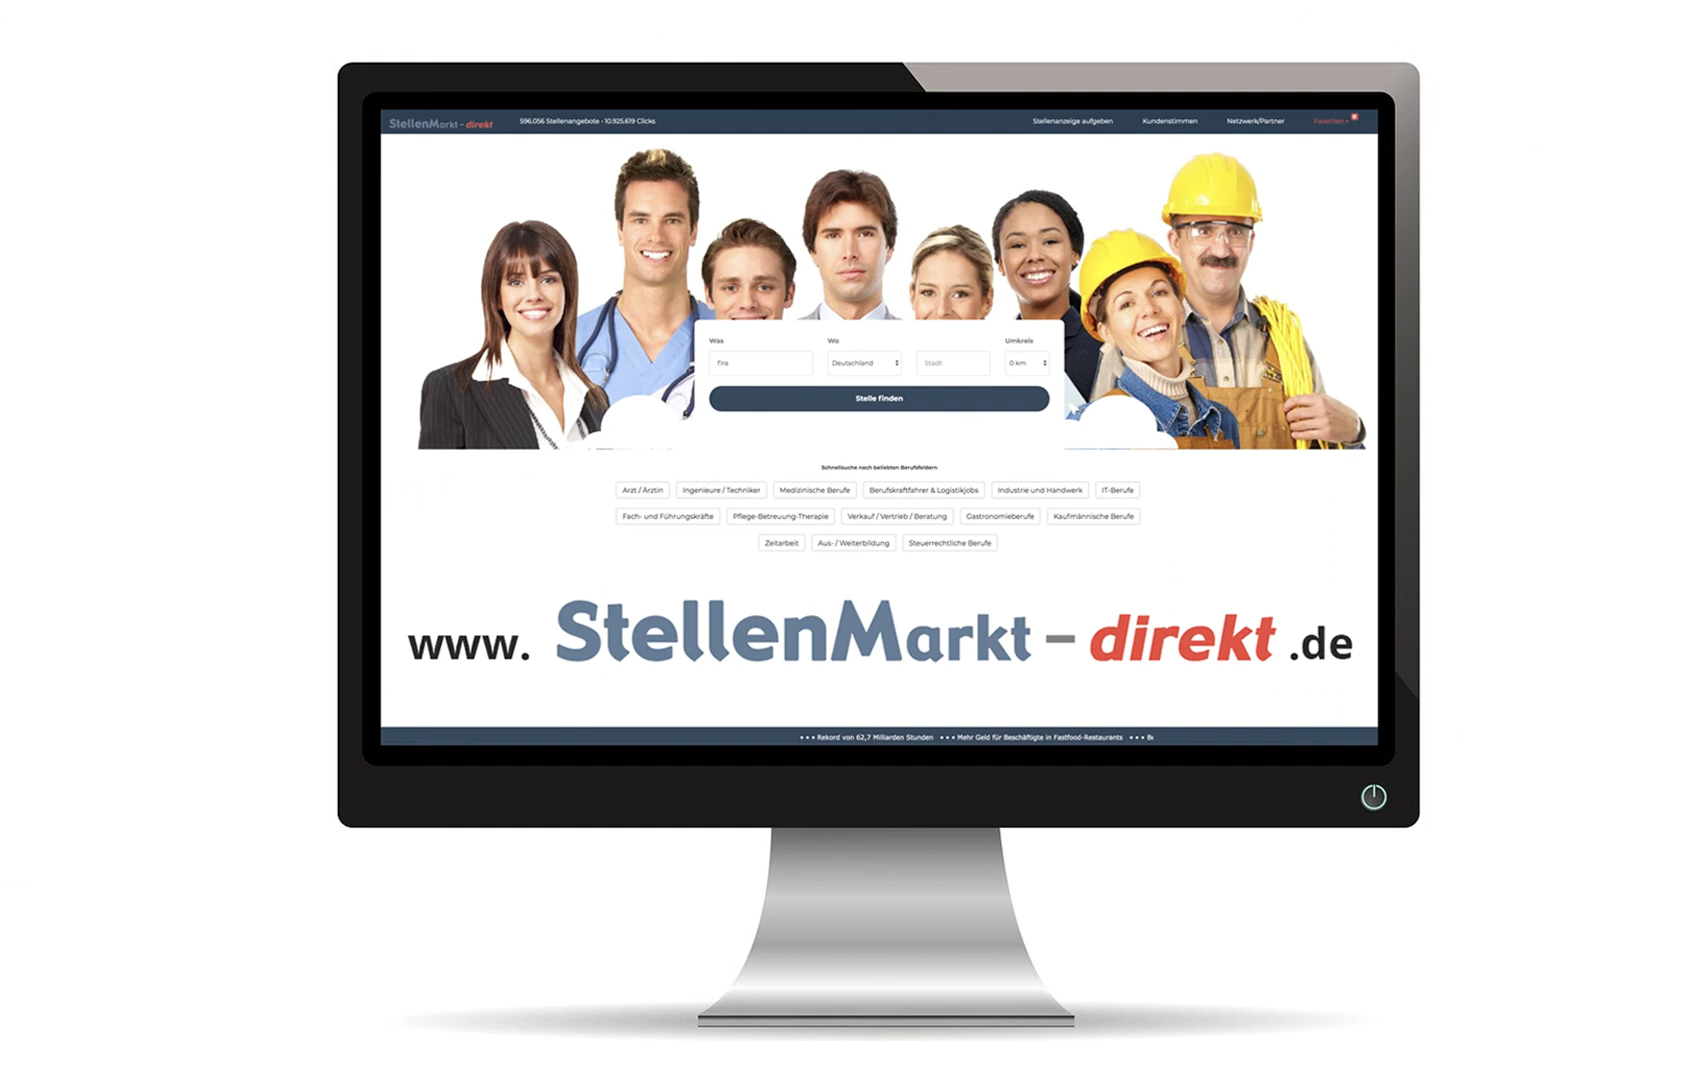 StellenMarkt - direkt 596.056 Stellenangebote - 10.925.619 Clicks Stellenanzeige aufgeben Kundenstimmen Netzwerk/Partner Favoriten
Was Wo Umkreis
fira Deutschland Stadt 0 km
Stelle finden
Schnellsuche nach beliebten Berufsfeldern
Arzt / Ärztin Ingenieure / Techniker Medizinische Berufe Berufskraftfahrer & Logistikjobs Industrie und Handwerk IT-Berufe
Fach- und Führungskräfte Pflege-Betreuung-Therapie Verkauf / Vertrieb / Beratung Gastronomieberufe Kaufmännische Berufe
Zeitarbeit Aus- / Weiterbildung Steuerrechtliche Berufe
www. StellenMarkt - direkt .de
• • • Rekord von 62,7 Milliarden Stunden • • • Mehr Geld für Beschäftigte in Fastfood-Restaurants • • •